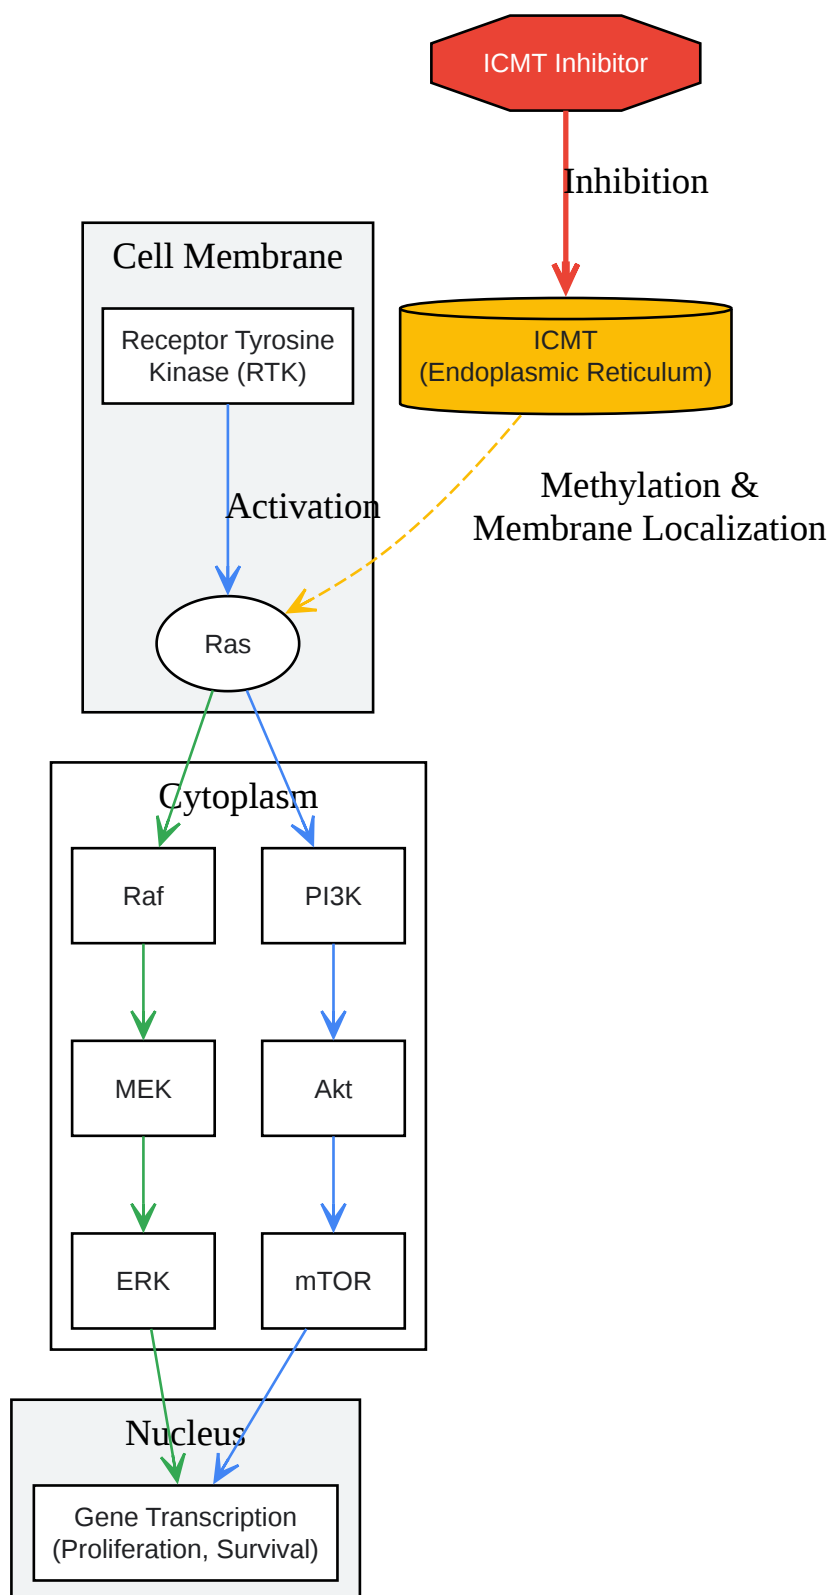 ICMT Inhibitor
Inhibition
Cell Membrane
Receptor Tyrosine
Kinase (RTK)
ICMT
(Endoplasmic Reticulum)
Activation
Methylation &
Membrane Localization
Ras
Cytoplasm
Raf
PI3K
MEK
Akt
ERK
mTOR
Nucleus
Gene Transcription
(Proliferation, Survival)